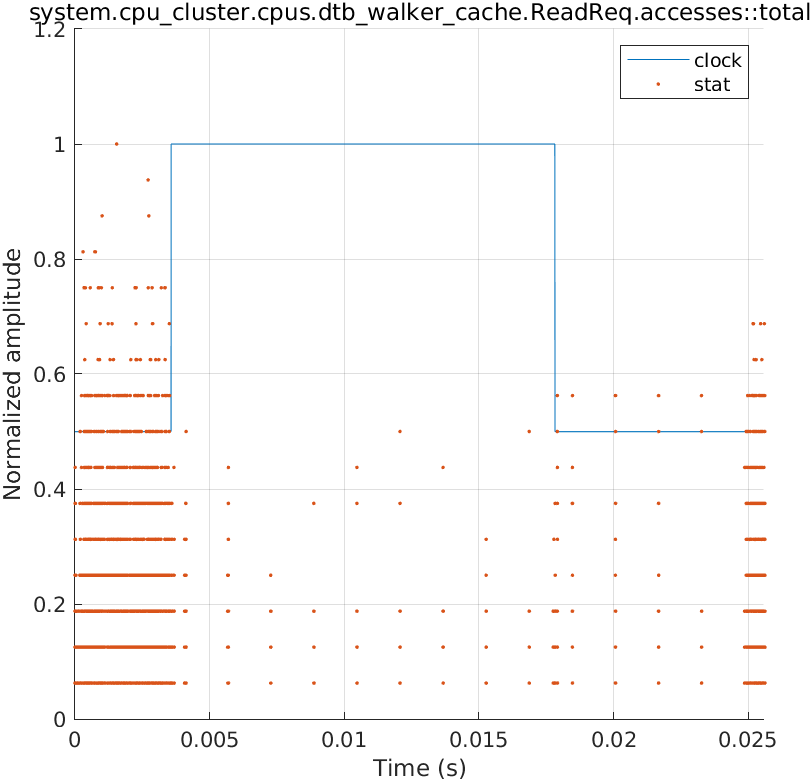 system.cpu_cluster.cpus.dtb_walker_cache.ReadReq.accesses::total
1.2
1
0.8
0.6
0.4
0.2
0
Normalized amplitude
clock
stat
0 0.005 0.01 0.015 0.02 0.025
Time (s)